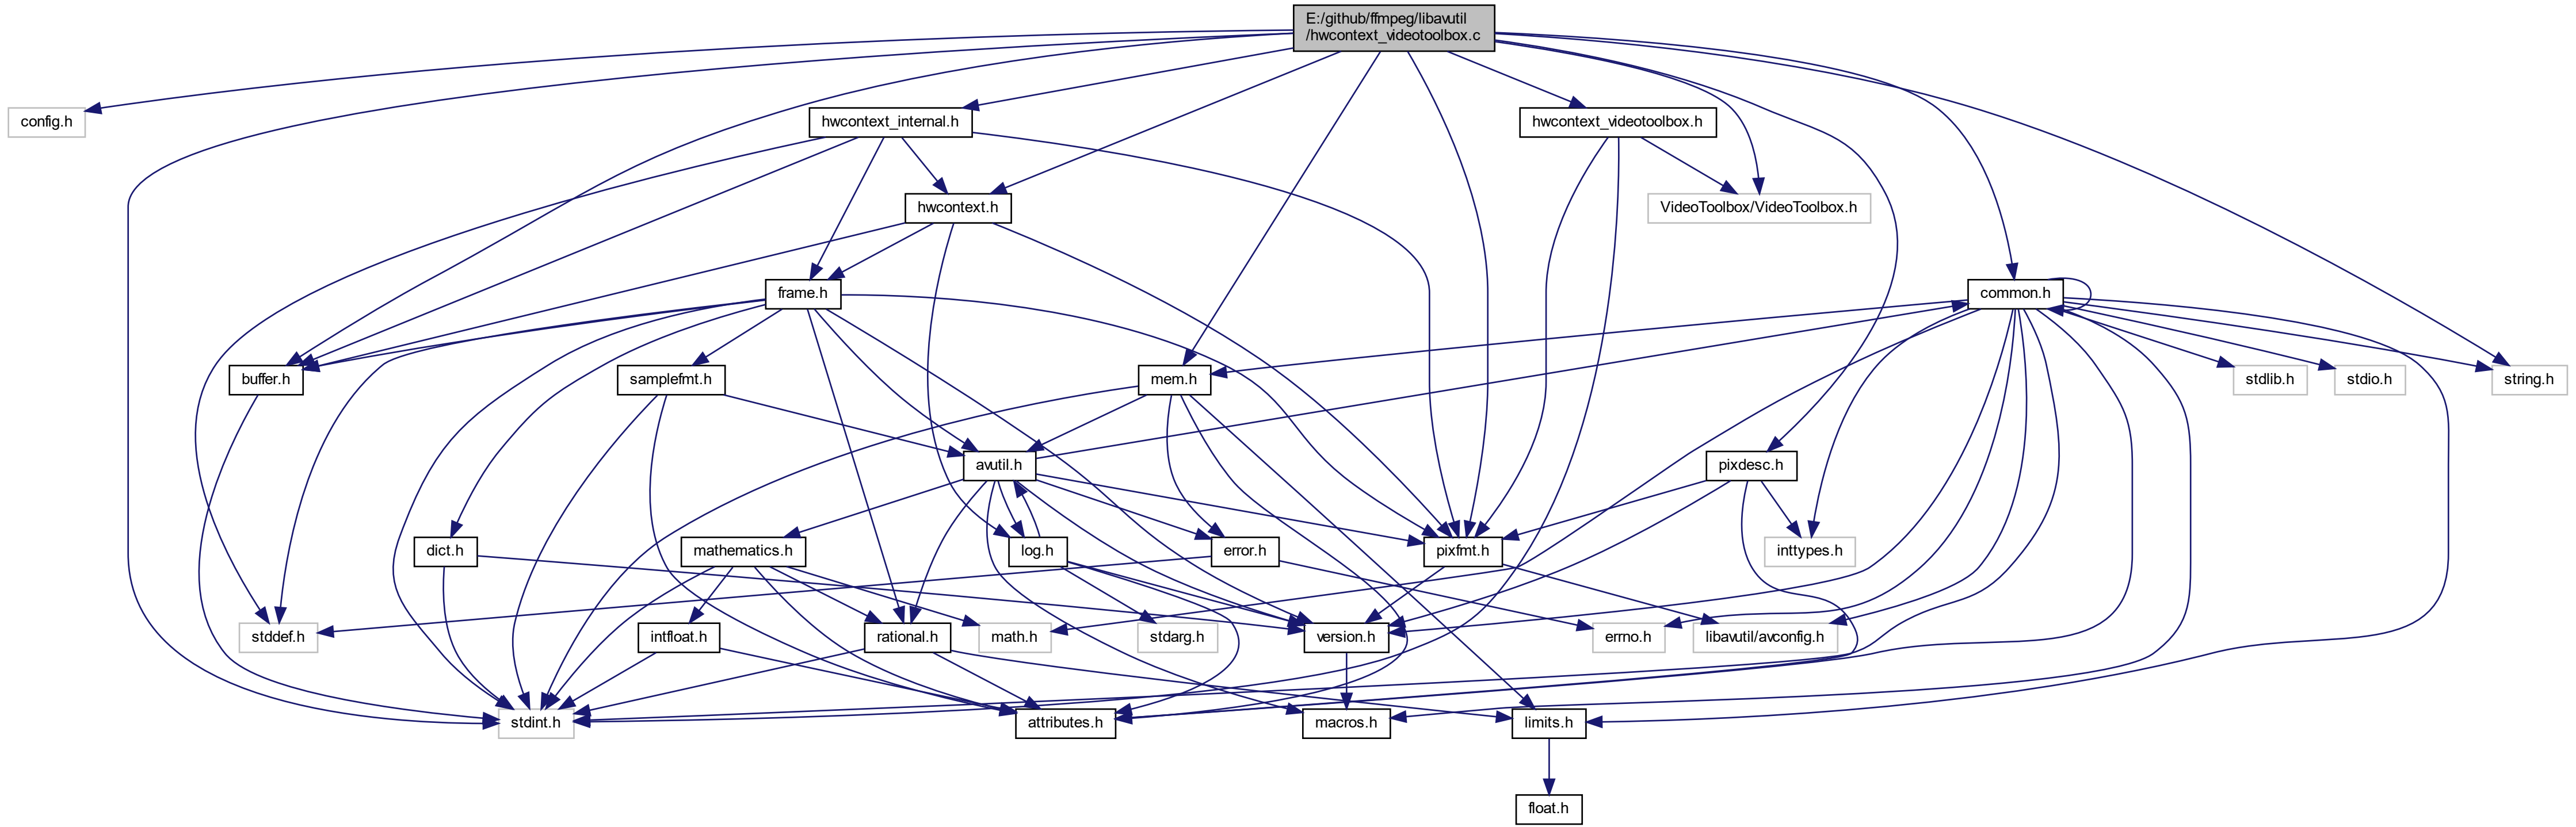 E:/github/ffmpeg/libavutil
/hwcontext_videotoolbox.c
config.h
hwcontext_internal.h
hwcontext_videotoolbox.h
hwcontext.h
VideoToolbox/VideoToolbox.h
frame.h
common.h
buffer.h
samplefmt.h
mem.h
stdlib.h
stdio.h
string.h
avutil.h
pixdesc.h
dict.h
mathematics.h
log.h
error.h
pixfmt.h
inttypes.h
stddef.h
intfloat.h
rational.h
math.h
stdarg.h
version.h
errno.h
libavutil/avconfig.h
stdint.h
attributes.h
macros.h
limits.h
float.h